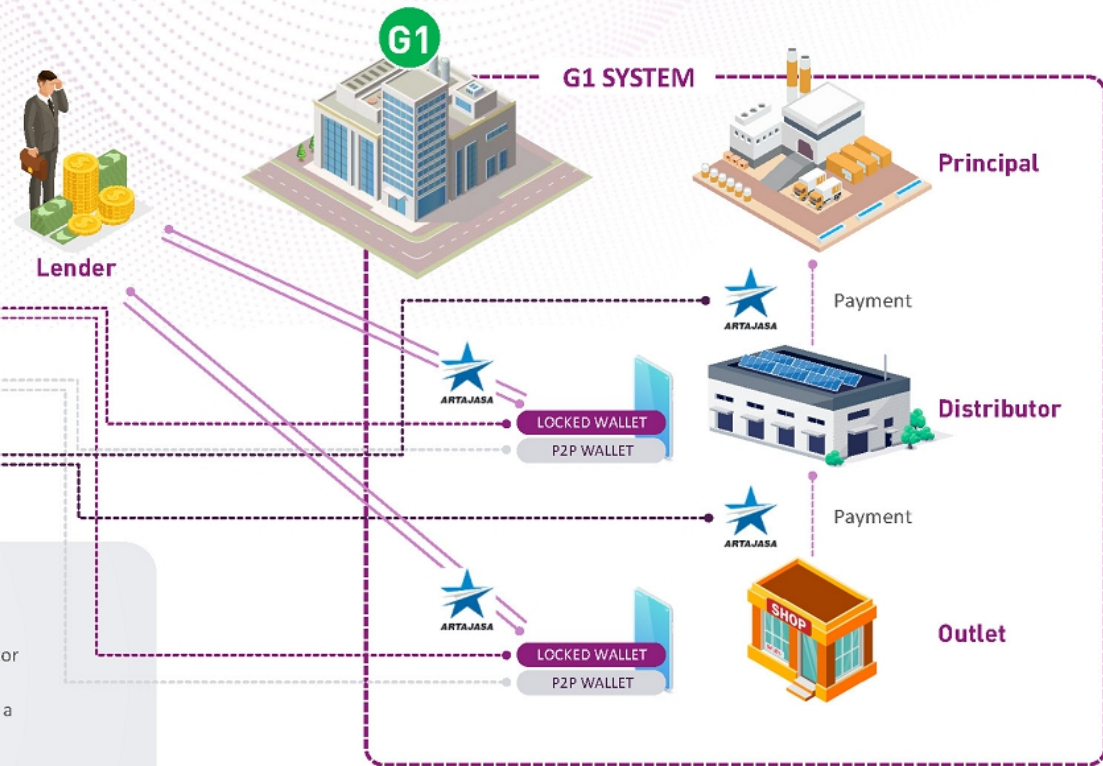 G1
G1 SYSTEM
Principal
Lender
ARTAJASA
Payment
ARTAJASA
LOCKED WALLET
P2P WALLET
Distributor
ARTAJASA
Payment
ARTAJASA
SHOP
Outlet
LOCKED WALLET
P2P WALLET
or
a